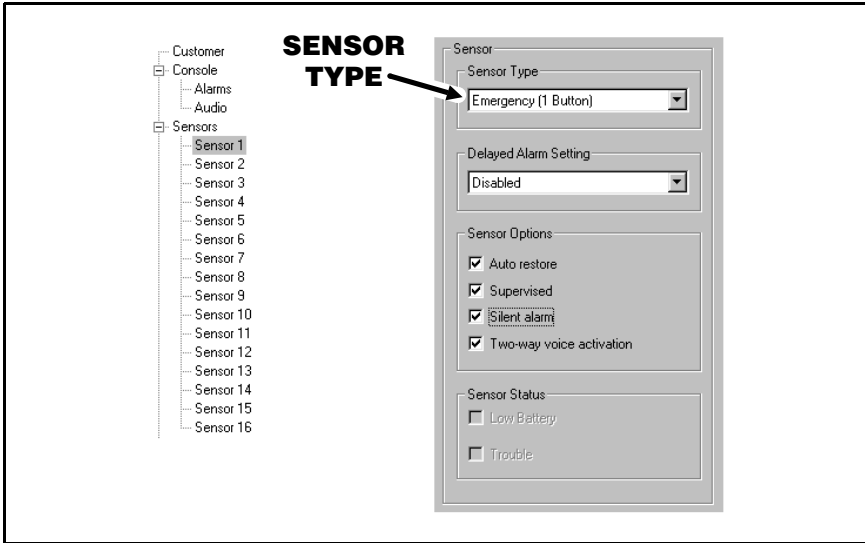 Customer
Console
Alarms
Audio
Sensors
Sensor 1
Sensor 2
Sensor 3
Sensor 4
Sensor 5
Sensor 6
Sensor 7
Sensor 8
Sensor 9
Sensor 10
Sensor 11
Sensor 12
Sensor 13
Sensor 14
Sensor 15
Sensor 16
SENSOR
TYPE
Sensor
Sensor Type
Emergency (1 Button)
Delayed Alarm Setting
Disabled
Sensor Options
Auto restore
Supervised
Silent alarm
Two-way voice activation
Sensor Status
Low Battery
Trouble